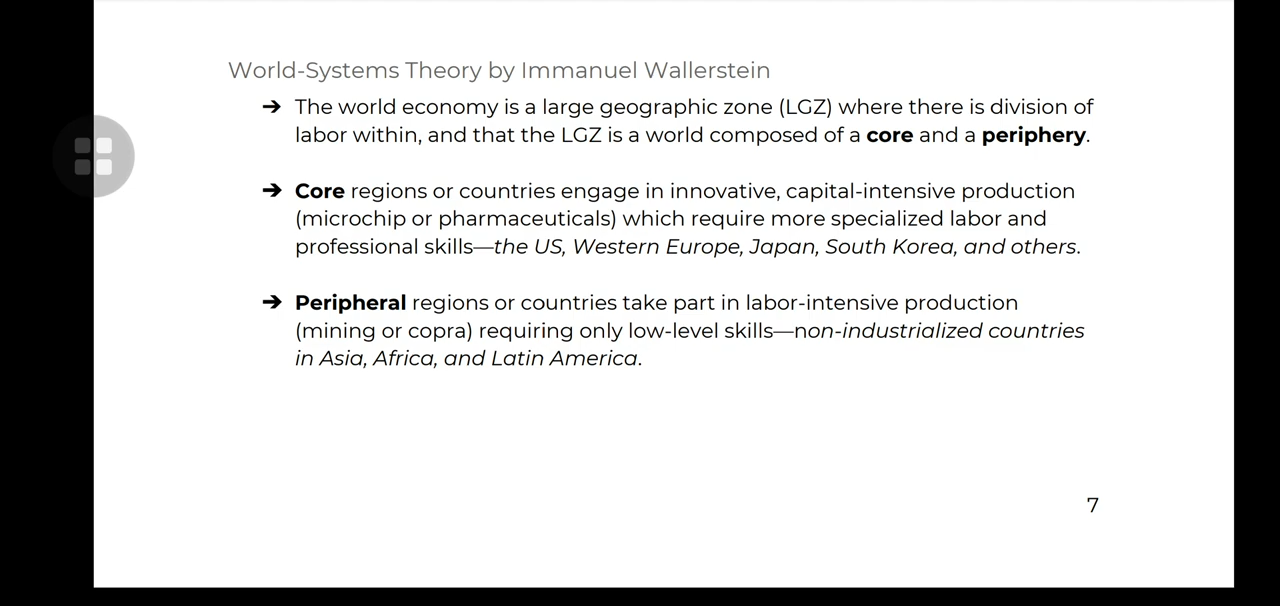 World-Systems Theory by Immanuel Wallerstein
➔ The world economy is a large geographic zone (LGZ) where there is division of
labor within, and that the LGZ is a world composed of a core and a periphery.
➔ Core regions or countries engage in innovative, capital-intensive production
(microchip or pharmaceuticals) which require more specialized labor and
professional skills—the US, Western Europe, Japan, South Korea, and others.
➔ Peripheral regions or countries take part in labor-intensive production
(mining or copra) requiring only low-level skills—non-industrialized countries
in Asia, Africa, and Latin America.
7